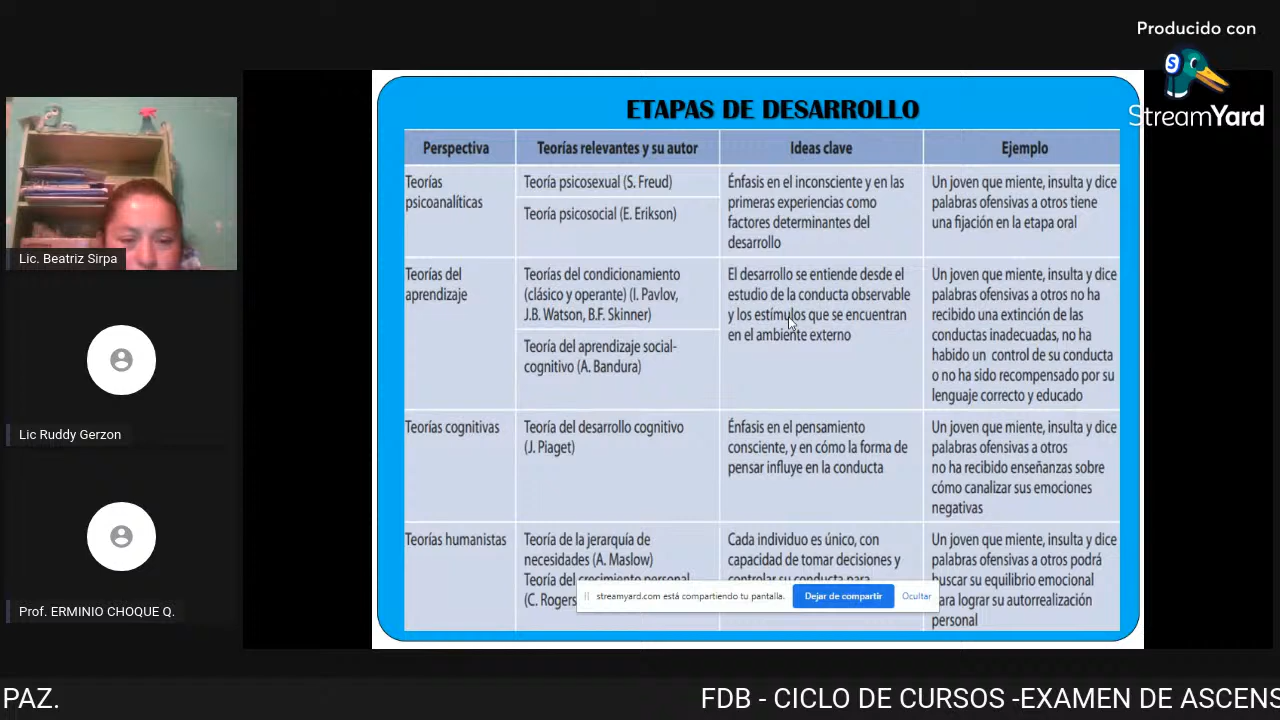 Producido con
StreamYard
Lic. Beatriz Sirpa
Lic Ruddy Gerzon
Prof. ERMINIO CHOQUE Q.
ETAPAS DE DESARROLLO
Perspectiva
Teorías relevantes y su autor
Ideas clave
Ejemplo
Teorías
psicoanalíticas
Teoría psicosexual (S. Freud)
Teoría psicosocial (E. Erikson)
Énfasis en el inconsciente y en las
primeras experiencias como
factores determinantes del
desarrollo
Un joven que miente, insulta y dice
palabras ofensivas a otros tiene
una fijación en la etapa oral
Teorías del
aprendizaje
Teorías del condicionamiento
(clásico y operante) (I. Pavlov,
J.B. Watson, B.F. Skinner)
Teoría del aprendizaje social-
cognitivo (A. Bandura)
El desarrollo se entiende desde el
estudio de la conducta observable
y los estímulos que se encuentran
en el ambiente externo
Un joven que miente, insulta y dice
palabras ofensivas a otros no ha
recibido una extinción de las
conductas inadecuadas, no ha
habido un control de su conducta
o no ha sido recompensado por su
lenguaje correcto y educado
Teorías cognitivas
Teoría del desarrollo cognitivo
(J. Piaget)
Énfasis en el pensamiento
consciente, y en cómo la forma de
pensar influye en la conducta
Un joven que miente, insulta y dice
palabras ofensivas a otros
no ha recibido enseñanzas sobre
cómo canalizar sus emociones
negativas
Teorías humanistas
Teoría de la jerarquía de
necesidades (A. Maslow)
Teoría del crecimiento personal
(C. Rogers
Cada individuo es único, con
capacidad de tomar decisiones y
controlar su conducta para
Un joven que miente, insulta y dice
palabras ofensivas a otros podrá
buscar su equilibrio emocional
para lograr su autorrealización
personal
streamyard.com está compartiendo tu pantalla.
Dejar de compartir
Ocultar
PAZ.
FDB - CICLO DE CURSOS -EXAMEN DE ASCENS